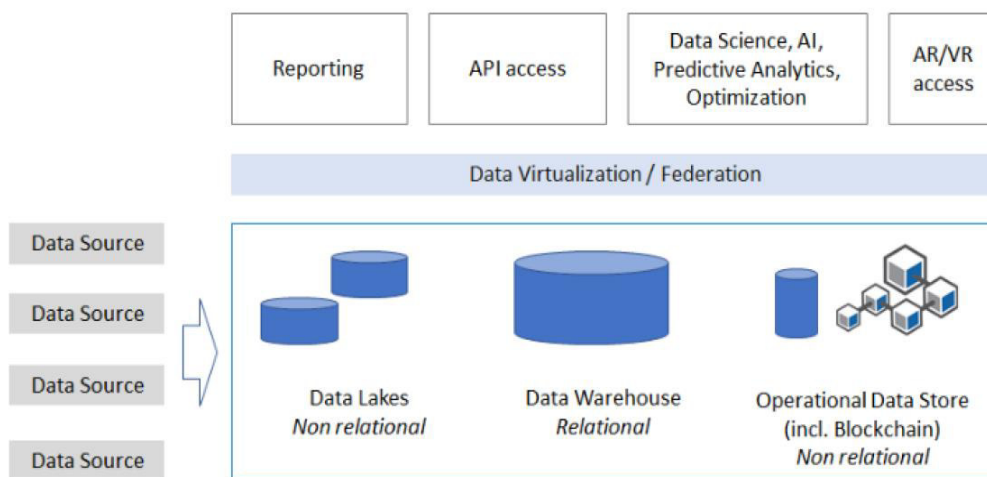 Reporting
API access
Data Science, AI,
Predictive Analytics,
Optimization
AR/VR
access
Data Virtualization / Federation
Data Source
Data Source
Data Source
Data Source
Data Lakes
Non relational
Data Warehouse
Relational
Operational Data Store
(incl. Blockchain)
Non relational